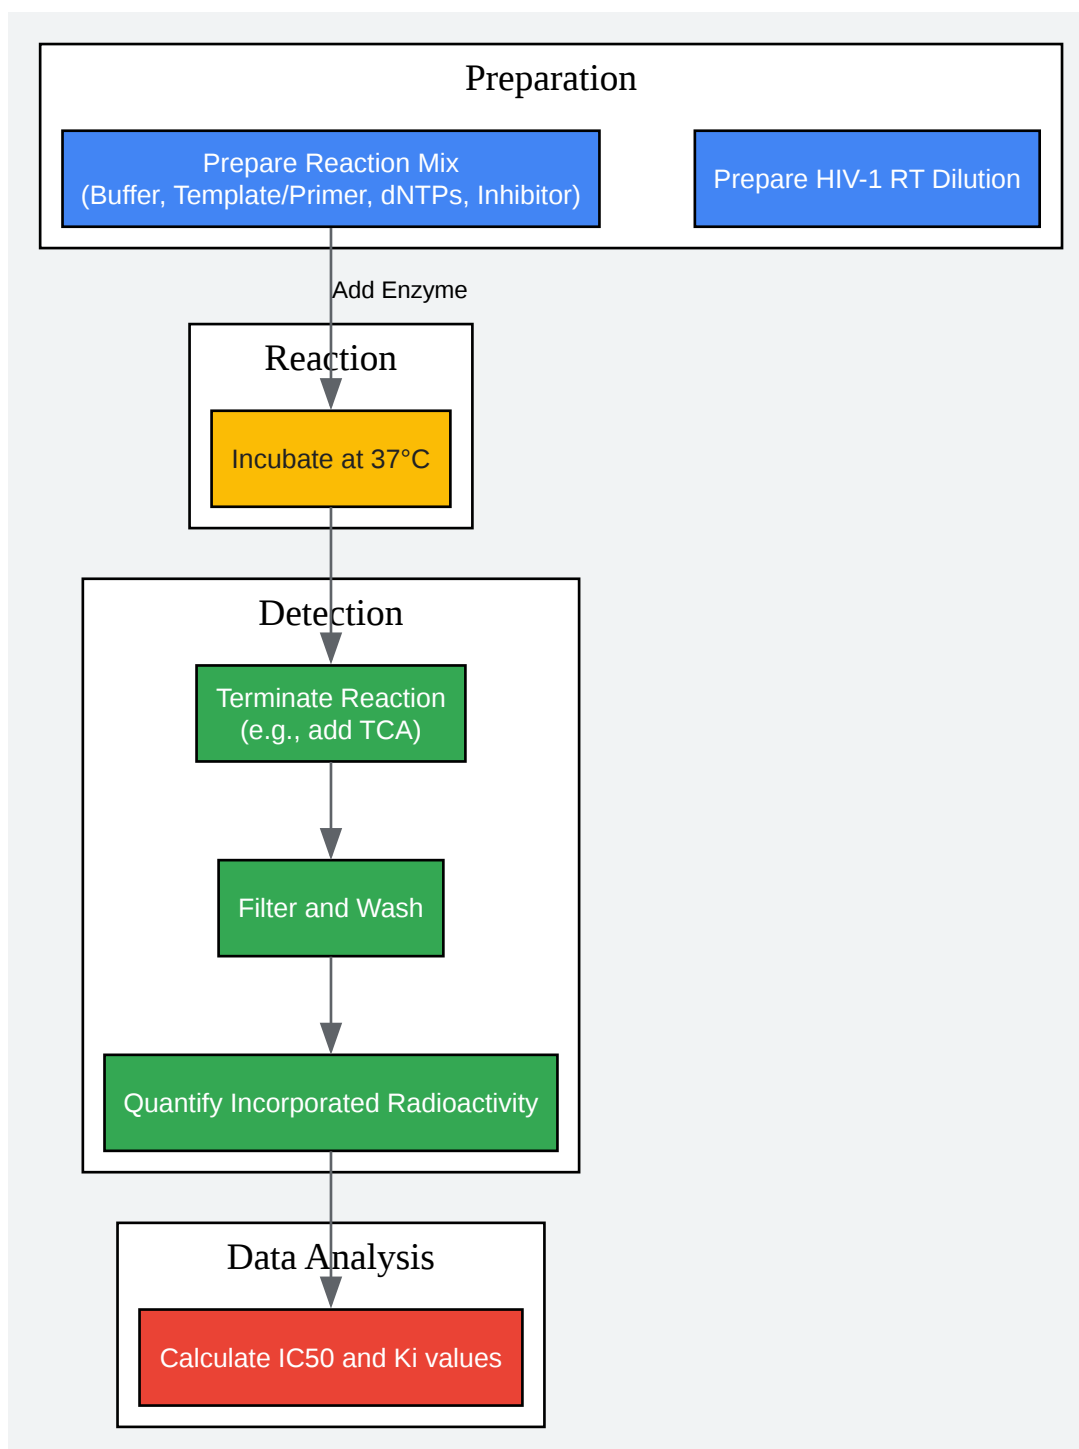 Preparation
Prepare Reaction Mix
(Buffer, Template/Primer, dNTPs, Inhibitor)
Prepare HIV-1 RT Dilution
Add Enzyme
Reaction
Incubate at 37°C
Detection
Terminate Reaction
(e.g., add TCA)
Filter and Wash
Quantify Incorporated Radioactivity
Data Analysis
Calculate IC50 and Ki values